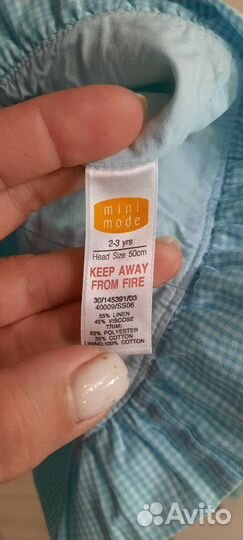 mini
mode
2-3 yrs
Head Size 50cm
KEEP AWAY
FROM FIRE
30/145391/03
40009/SS06
55% LINEN
45% VISCOSE
TRIM:
65% POLYESTER
35% COTTON
LINING:100% COTTON
Avito